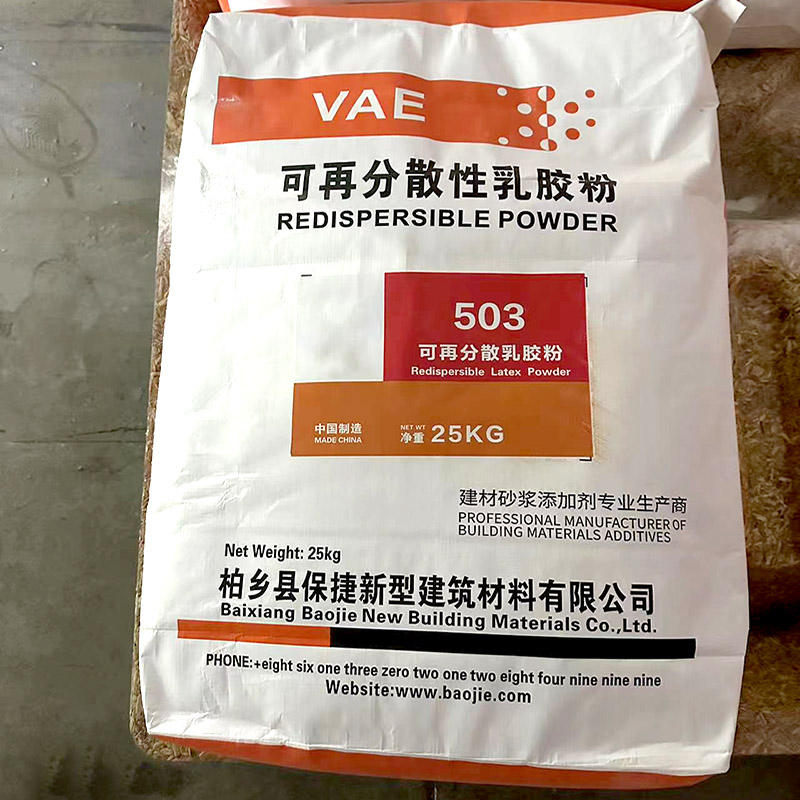 VAE
可再分散性乳胶粉
REDISPERSIBLE POWDER
503
可再分散乳胶粉
Redispersible Latex Powder
中国制造
MADE CHINA
NET WT
净重 25KG
建材砂浆添加剂专业生产商
PROFESSIONAL MANUFACTURER OF
BUILDING MATERIALS ADDITIVES
Net Weight: 25kg
柏乡县保捷新型建筑材料有限公司
Baixiang Baojie New Building Materials Co.,Ltd.
PHONE:+eight six one three zero two one two eight four nine nine nine
Website:www.baojie.com